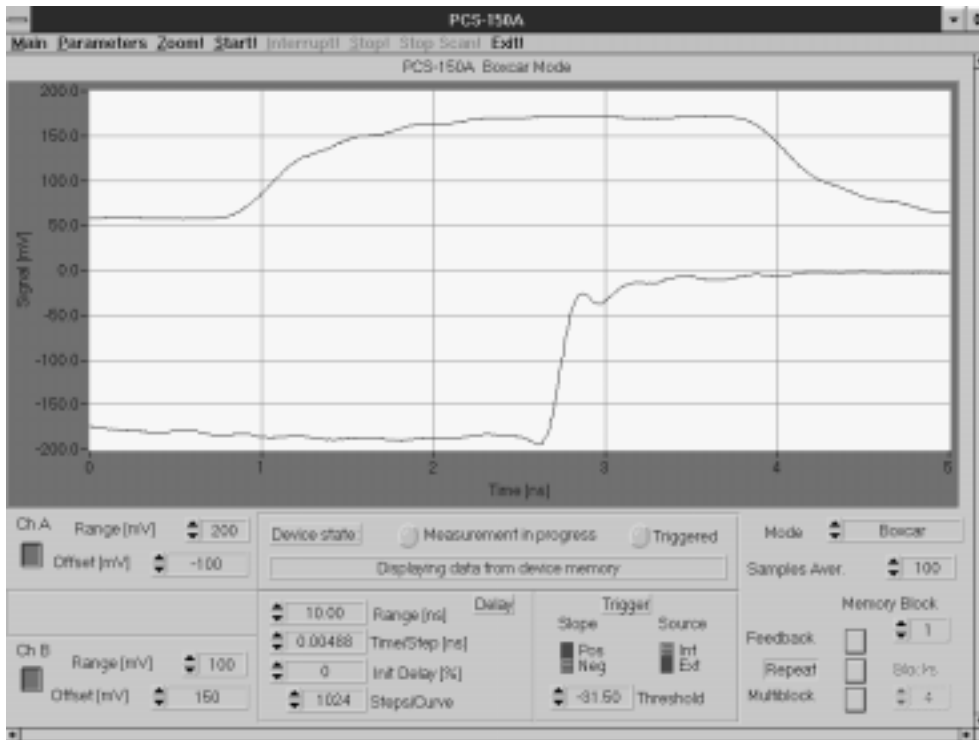 PCS-150A
Main Parameters Zoom! Start! Interrupt! Stop! Stop Scan! Exit!
PCS-150A Boxcar Mode
200.0
150.0
100.0
50.0
0.0
-50.0
-100.0
-150.0
-200.0
Signal [mV]
0 1 2 3 4 5
Time [ns]
Ch A
Range [mV] 200
Offset [mV] -100
Device state:
Measurement in progress
Triggered
Displaying data from device memory
Mode Boxcar
Samples Aver. 100
Ch B
Range [mV] 100
Offset [mV] 150
Delay
10.00 Range [ns]
0.00488 Time/Step [ns]
0 Init Delay [%]
1024 Steps/Curve
Trigger
Slope Source
Pos Int
Neg Ext
-31.50 Threshold
Memory Block
1
Feedback
Repeat Blocks
Multiblock 4